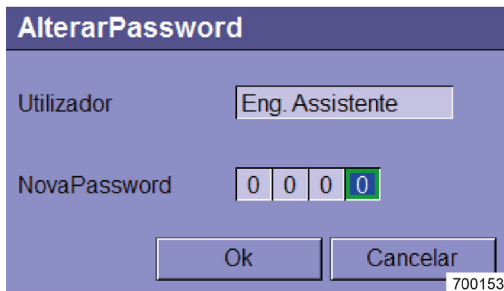 AlterarPassword
Utilizador Eng. Assistente
NovaPassword 0 0 0 0
Ok Cancelar
700153